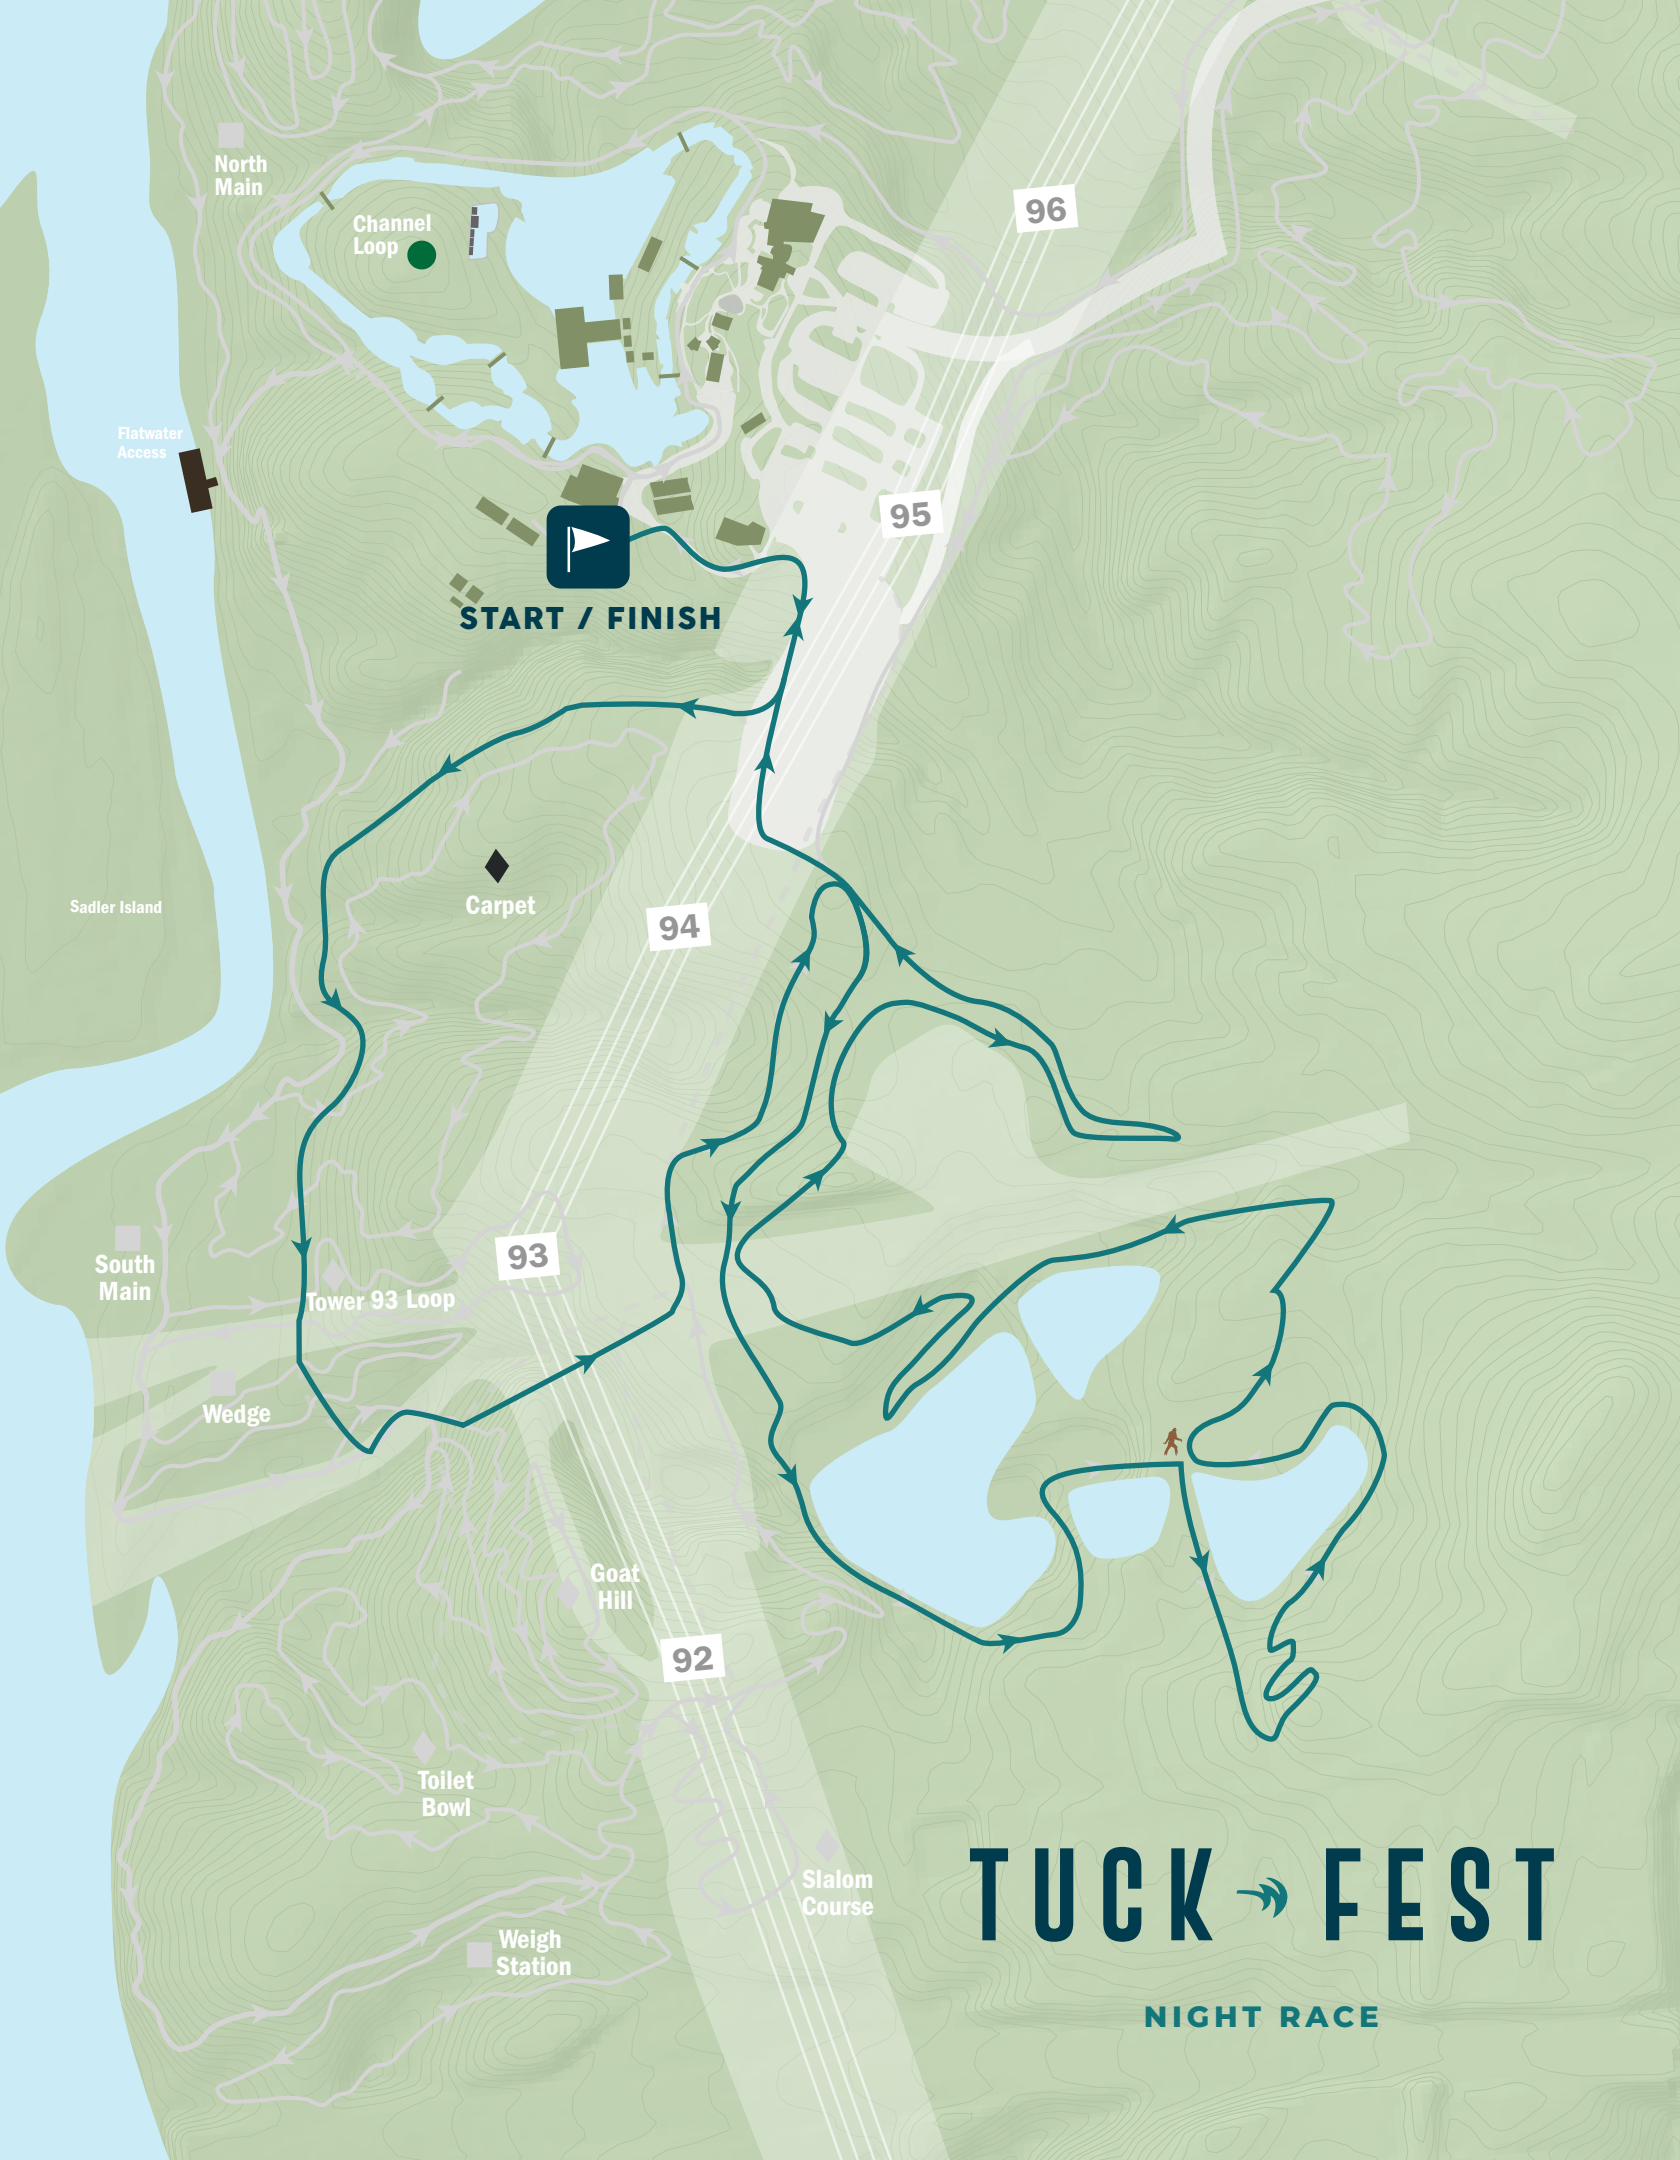 96
North
Main
Channel
Loop
Flatwater
Access
95
START / FINISH
Carpet
Sadler Island
94
South
Main
93
Tower 93 Loop
Wedge
Goat
Hill
92
Toilet
Bowl
Slalom
Course
Weigh
Station
TUCK FEST
NIGHT RACE